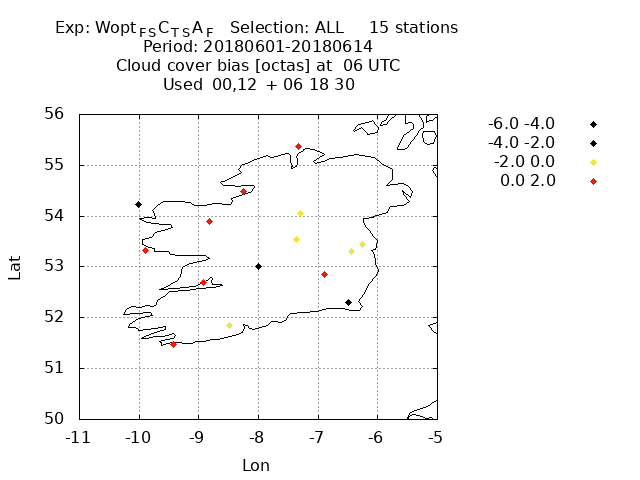 Exp: Wopt FS C TS A F Selection: ALL 15 stations
Period: 20180601-20180614
Cloud cover bias [octas] at 06 UTC
Used 00,12 + 06 18 30
-6.0 -4.0
-4.0 -2.0
-2.0 0.0
0.0 2.0
56
55
54
53
52
51
50
Lat
-11 -10 -9 -8 -7 -6 -5
Lon